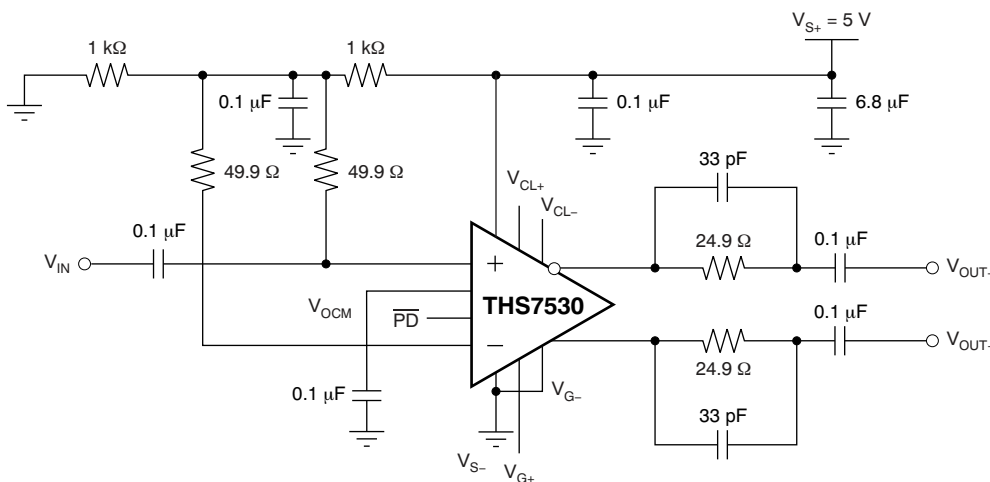 V_S+ = 5 V
1 kΩ
1 kΩ
0.1 μF
0.1 μF
6.8 μF
49.9 Ω
49.9 Ω
33 pF
V_CL+
V_CL−
0.1 μF
24.9 Ω
0.1 μF
V_IN
+
V_OUT-
THS7530
V_OCM
PD
0.1 μF
−
V_OUT-
24.9 Ω
0.1 μF
V_G−
33 pF
V_S−
V_G+